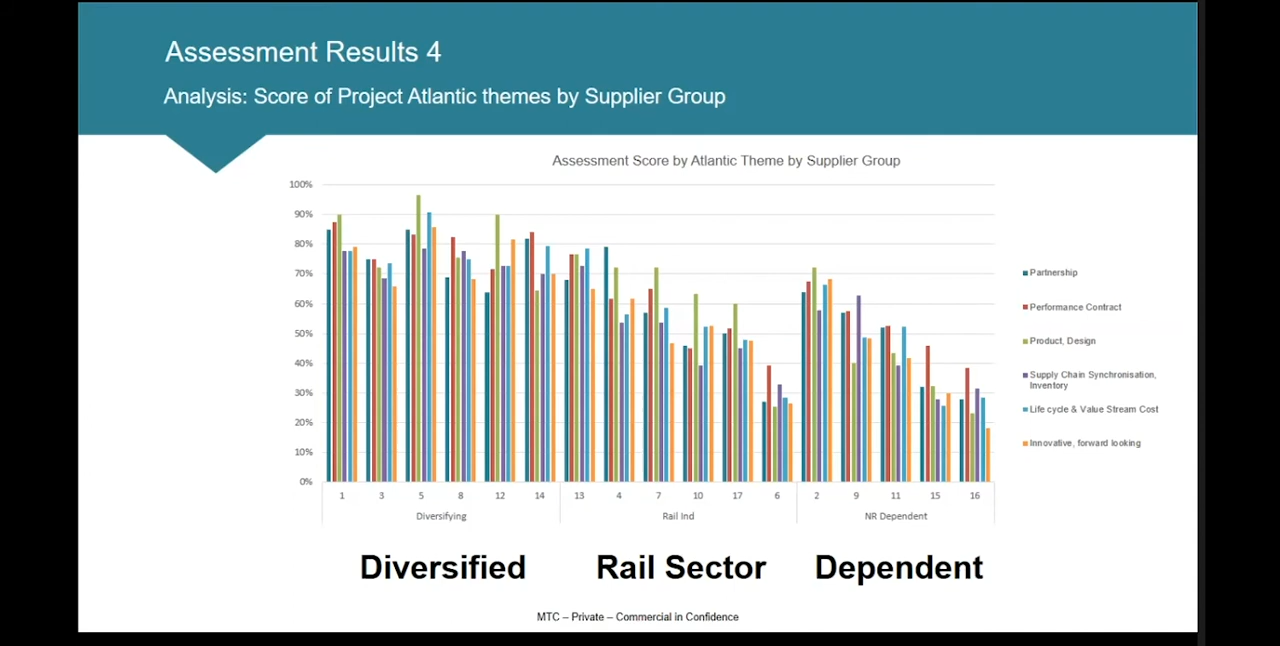 Assessment Results 4
Analysis: Score of Project Atlantic themes by Supplier Group
Assessment Score by Atlantic Theme by Supplier Group
100%
90%
80%
70%
60%
50%
40%
30%
20%
10%
0%
1 3 5 8 12 14 13 4 7 10 17 6 2 9 11 15 16
Diversifying Rail Ind NR Dependent
Partnership
Performance Contract
Product, Design
Supply Chain Synchronisation,
Inventory
Life cycle & Value Stream Cost
Innovative, forward looking
Diversified Rail Sector Dependent
MTC – Private – Commercial in Confidence